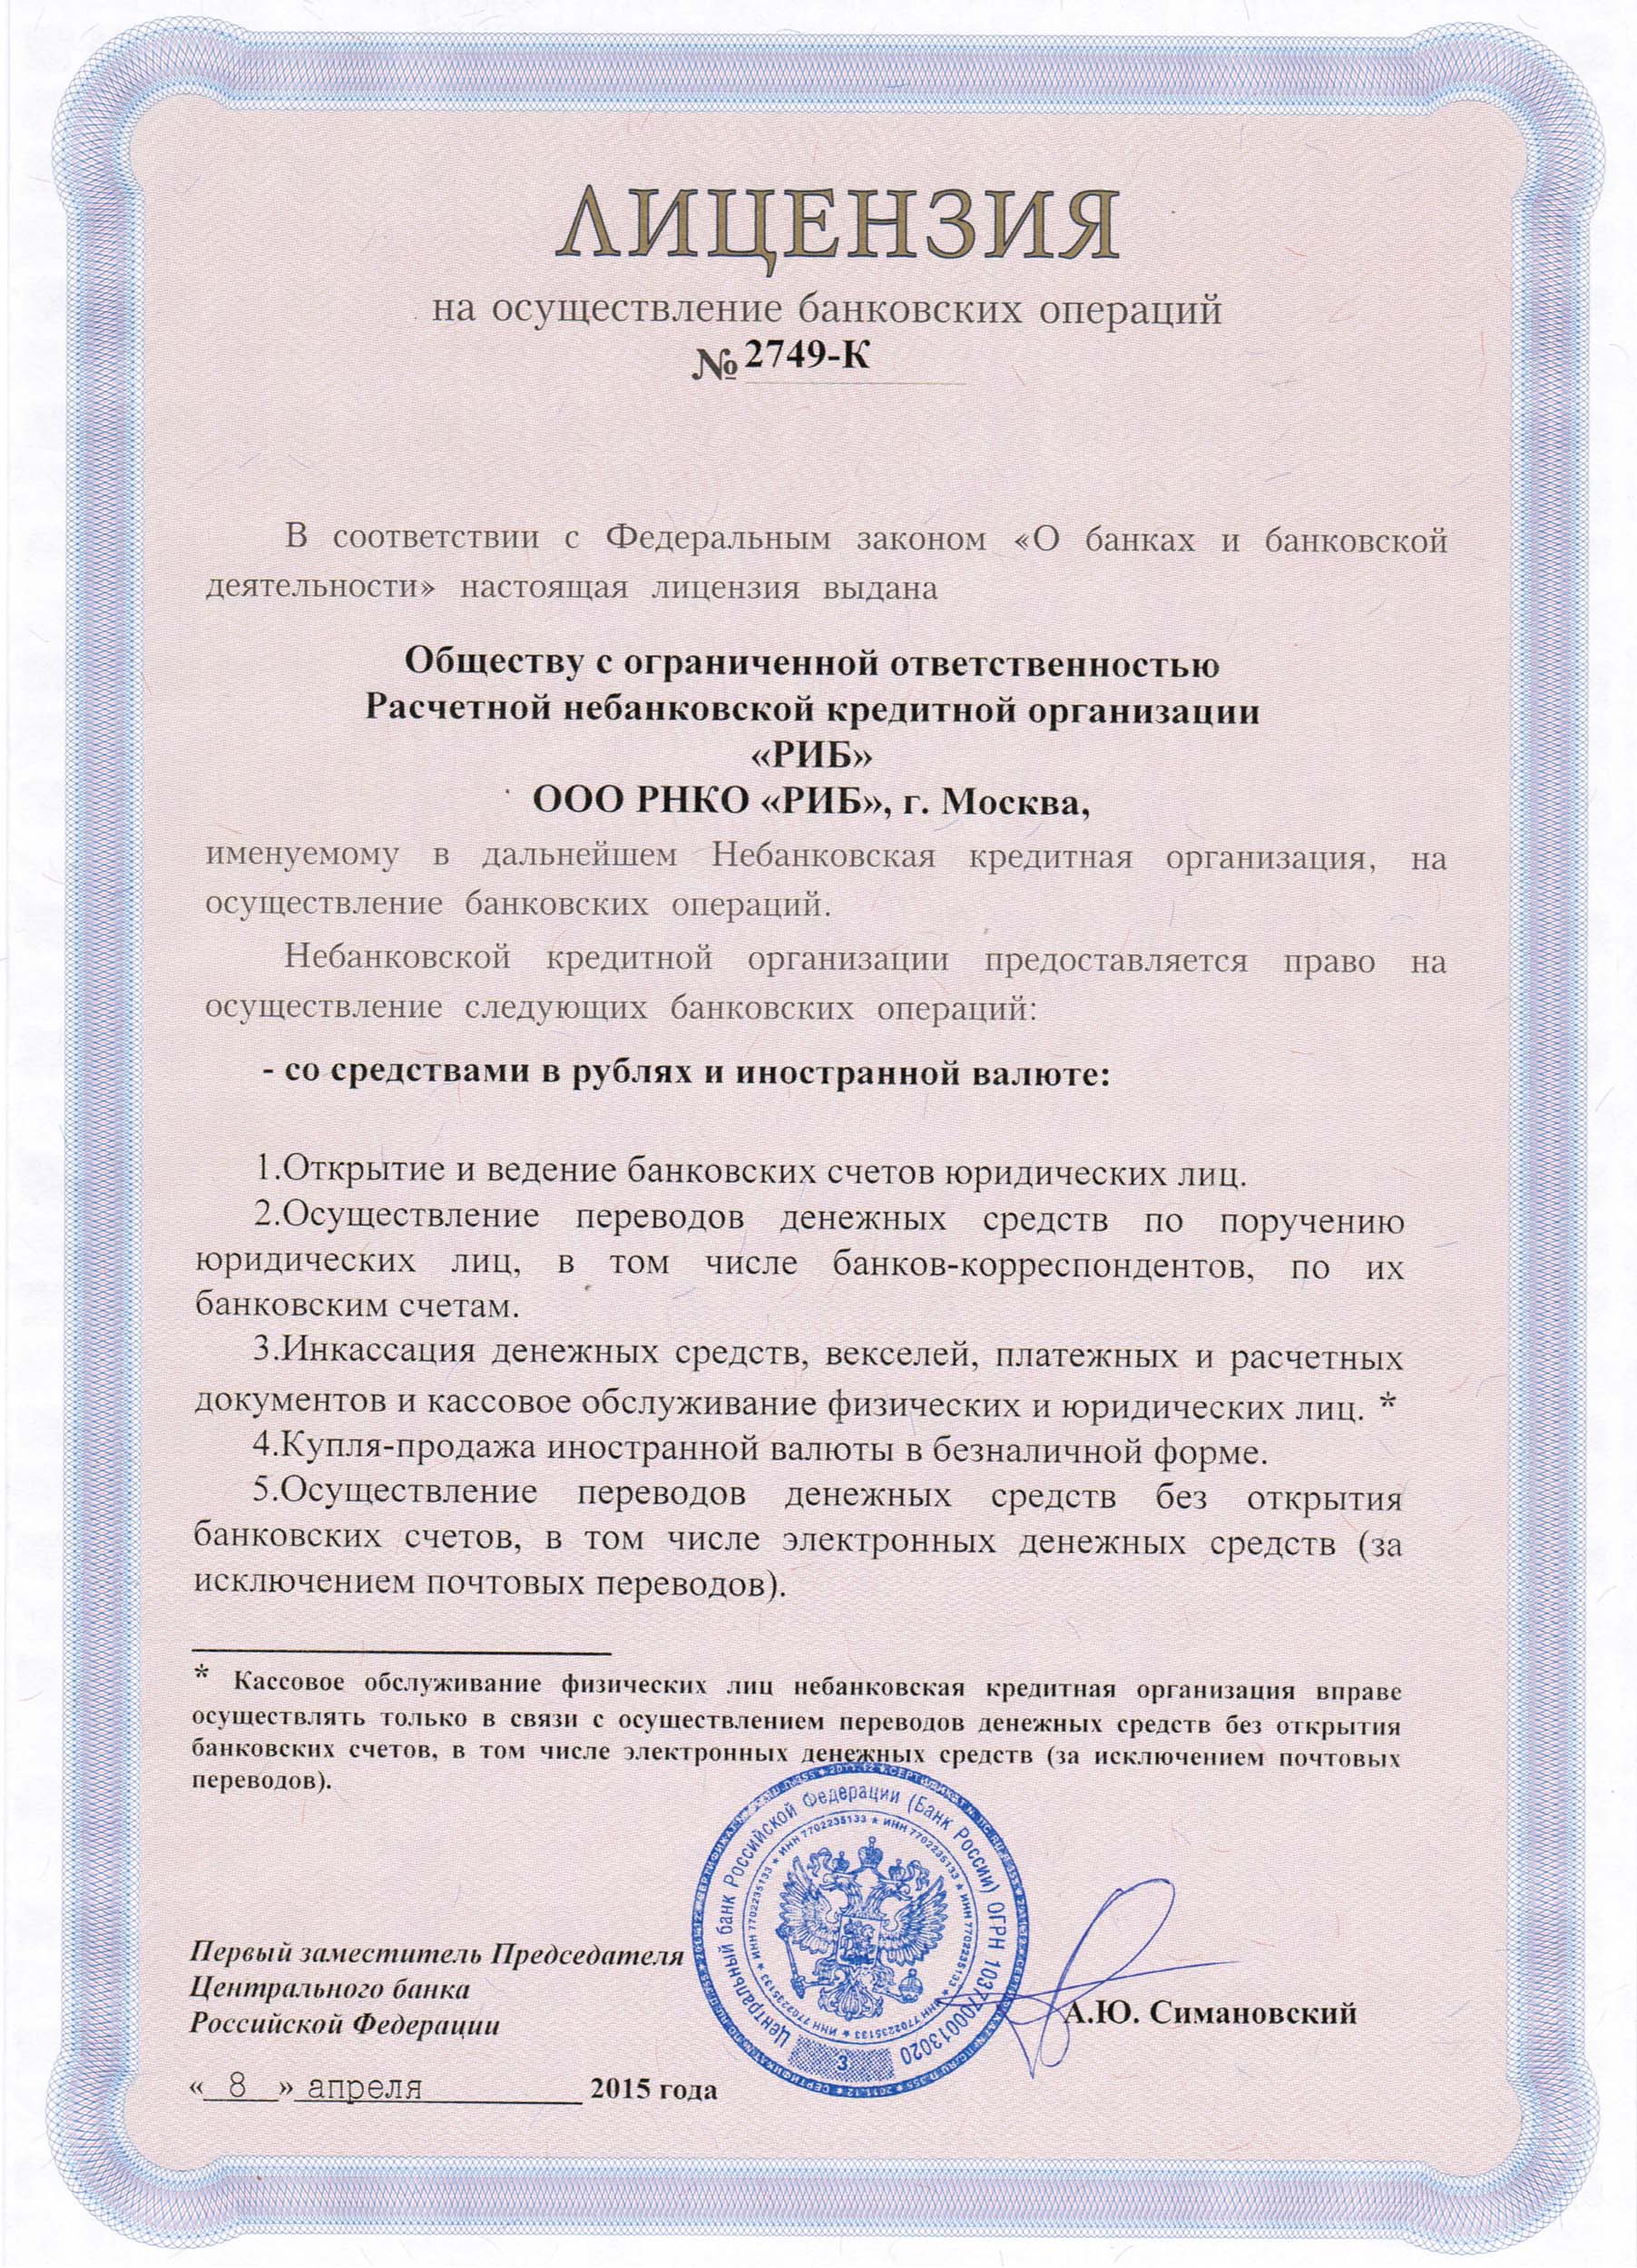 ЛИЦЕНЗИЯ
на осуществление банковских операций
№ 2749-К
В соответствии с Федеральным законом «О банках и банковской
деятельности» настоящая лицензия выдана
Обществу с ограниченной ответственностью
Расчетной небанковской кредитной организации
«РИБ»
ООО РНКО «РИБ», г. Москва,
именуемому в дальнейшем Небанковская кредитная организация, на
осуществление банковских операций.
Небанковской кредитной организации предоставляется право на
осуществление следующих банковских операций:
- со средствами в рублях и иностранной валюте:
1.Открытие и ведение банковских счетов юридических лиц.
2.Осуществление переводов денежных средств по поручению
юридических лиц, в том числе банков-корреспондентов, по их
банковским счетам.
3.Инкассация денежных средств, векселей, платежных и расчетных
документов и кассовое обслуживание физических и юридических лиц. *
4.Купля-продажа иностранной валюты в безналичной форме.
5.Осуществление переводов денежных средств без открытия
банковских счетов, в том числе электронных денежных средств (за
исключением почтовых переводов).
* Кассовое обслуживание физических лиц небанковская кредитная организация вправе
осуществлять только в связи с осуществлением переводов денежных средств без открытия
банковских счетов, в том числе электронных денежных средств (за исключением почтовых
переводов).
Центральный банк Российской Федерации (Банк России) ОГРН 1037700013020
ИНН 7702235133 * ИНН 7702235133 * ИНН 7702235133
3
Первый заместитель Председателя
Центрального банка
Российской Федерации
А.Ю. Симановский
« 8 » апреля 2015 года